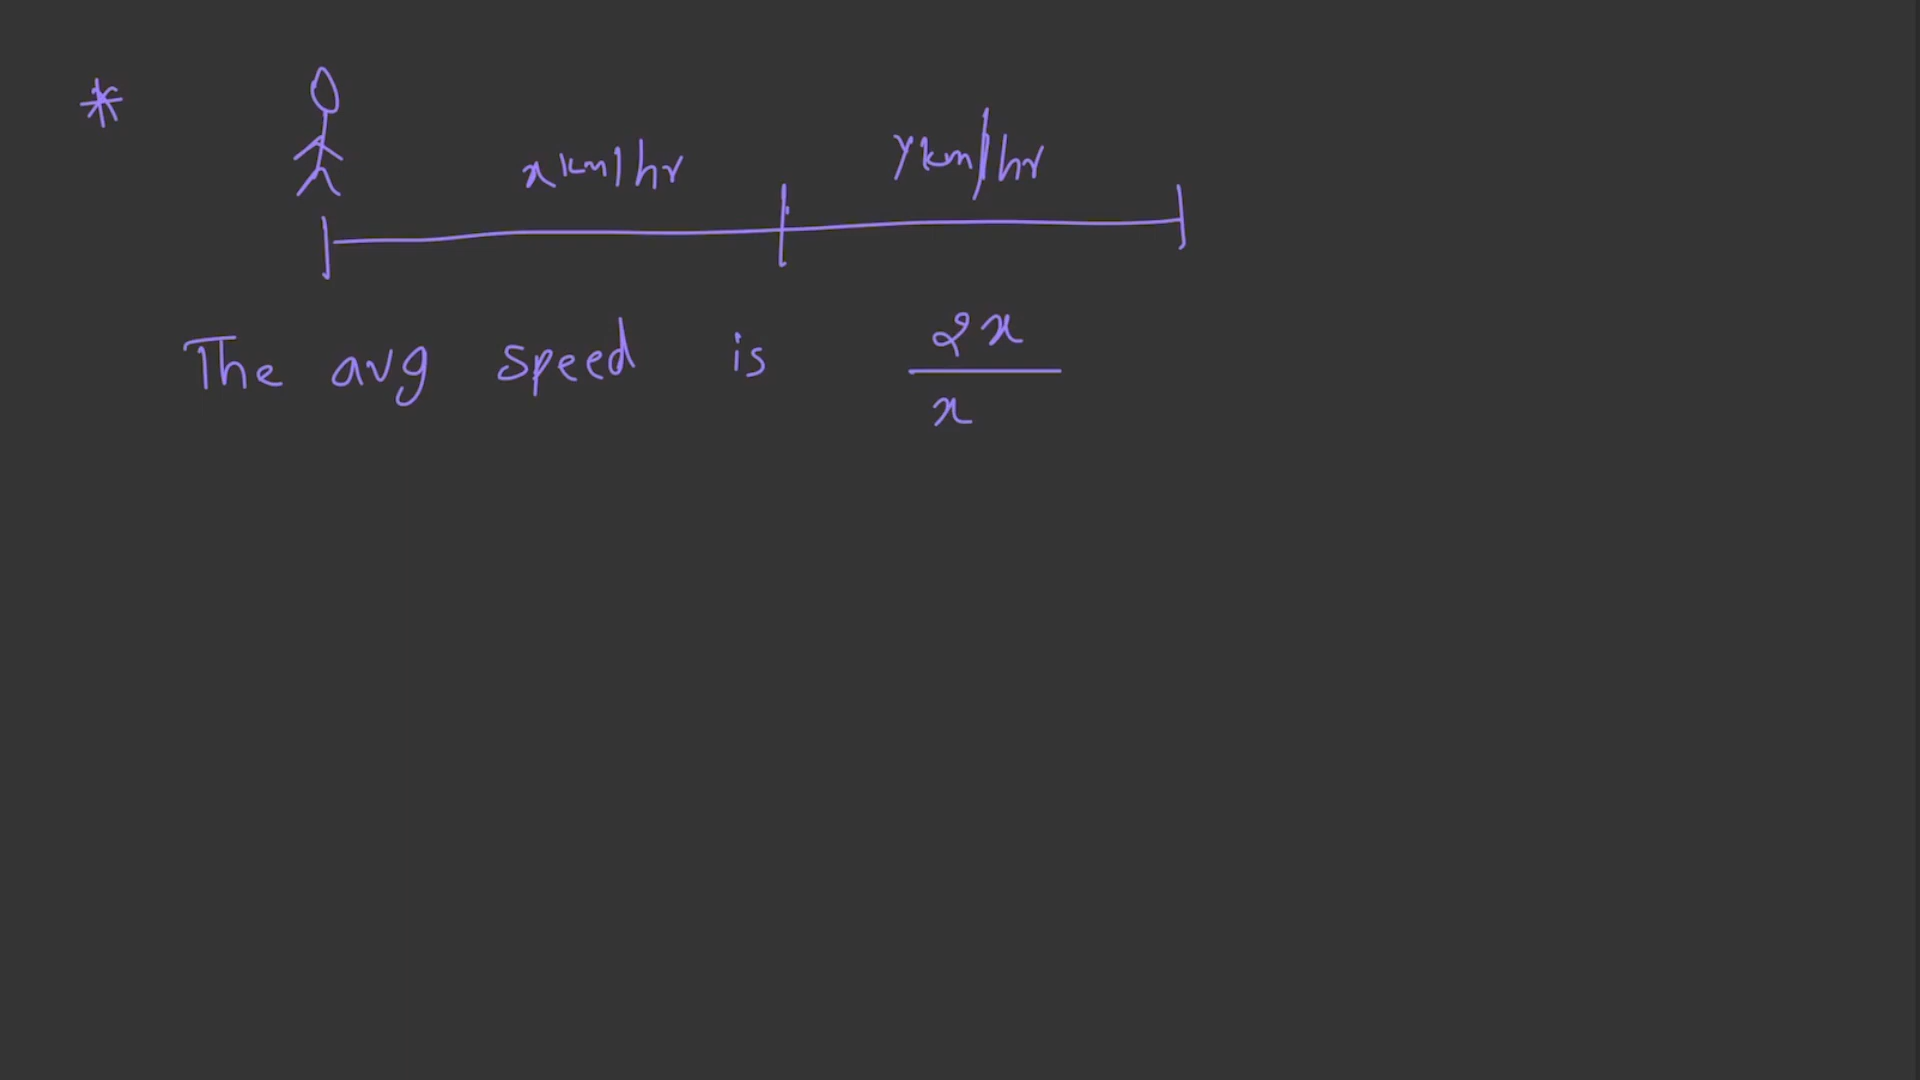 *
x km/hr y km/hr
The avg speed is 2x
x